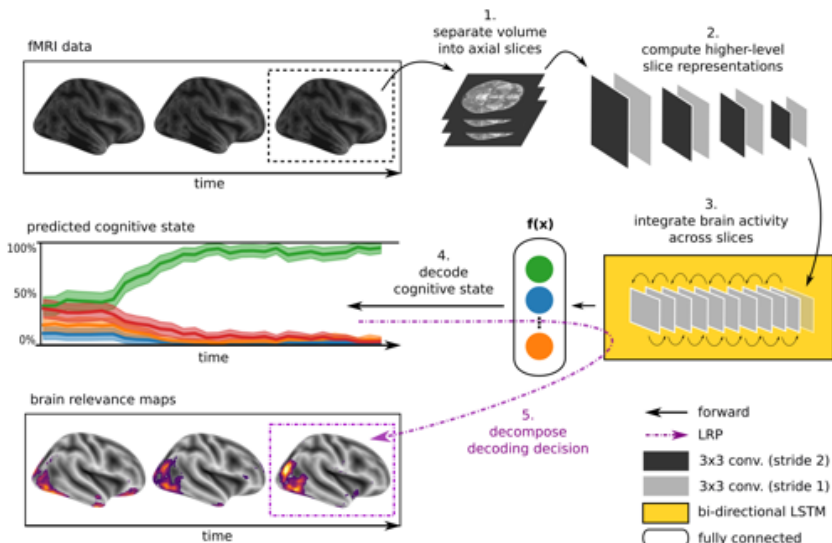 fMRI data
time
1.
separate volume
into axial slices
2.
compute higher-level
slice representations
3.
integrate brain activity
across slices
f(x)
4.
decode
cognitive state
predicted cognitive state
100%
50%
0%
time
5.
decompose
decoding decision
brain relevance maps
time
forward
LRP
3x3 conv. (stride 2)
3x3 conv. (stride 1)
bi-directional LSTM
fully connected